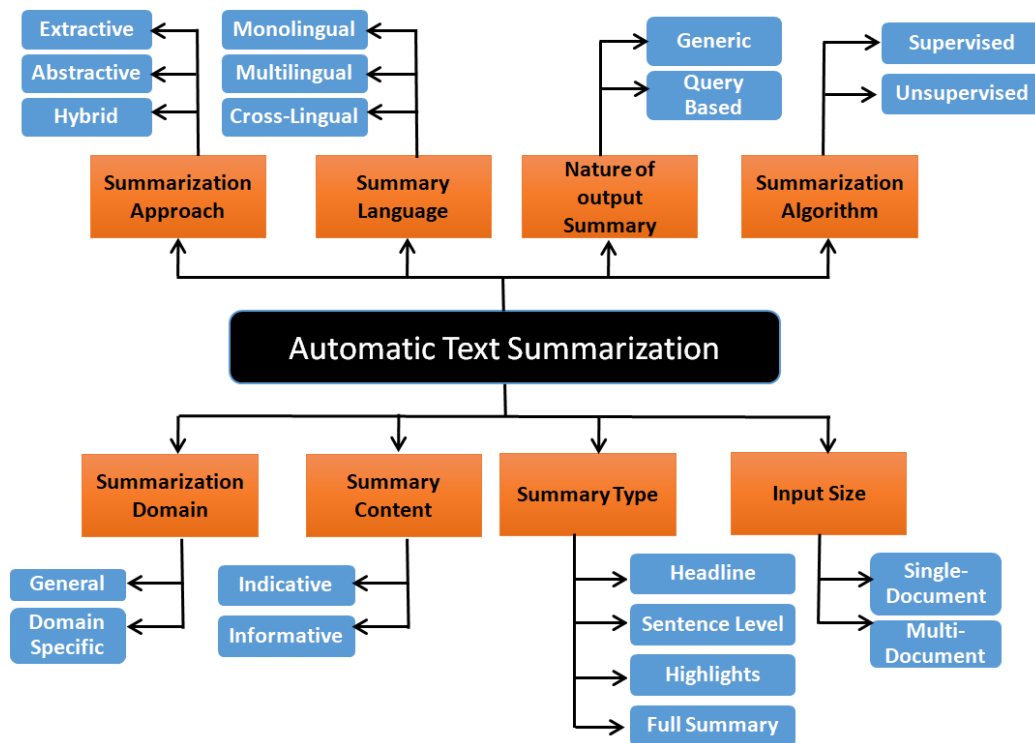 Extractive
Abstractive
Hybrid
Monolingual
Multilingual
Cross-Lingual
Generic
Query
Based
Supervised
Unsupervised
Summarization
Approach
Summary
Language
Nature of
output
Summary
Summarization
Algorithm
Automatic Text Summarization
Summarization
Domain
Summary
Content
Summary Type
Input Size
General
Domain
Specific
Indicative
Informative
Headline
Sentence Level
Highlights
Full Summary
Single-
Document
Multi-
Document